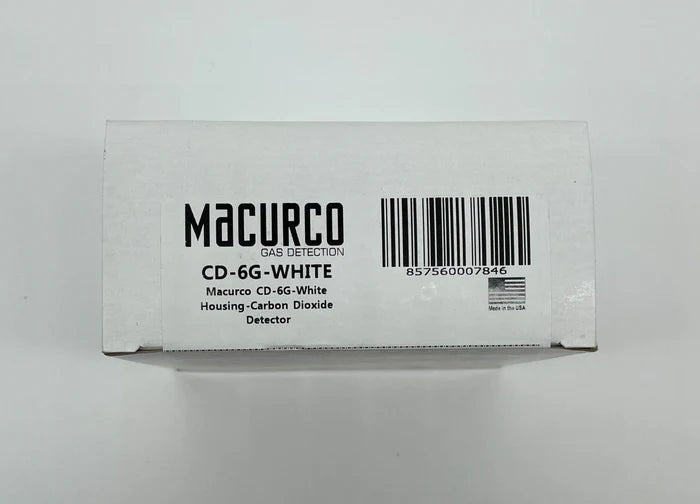 MACURCO
GAS DETECTION
CD-6G-WHITE
Macurco CD-6G-White
Housing-Carbon Dioxide
Detector
857560007846
Made in the USA